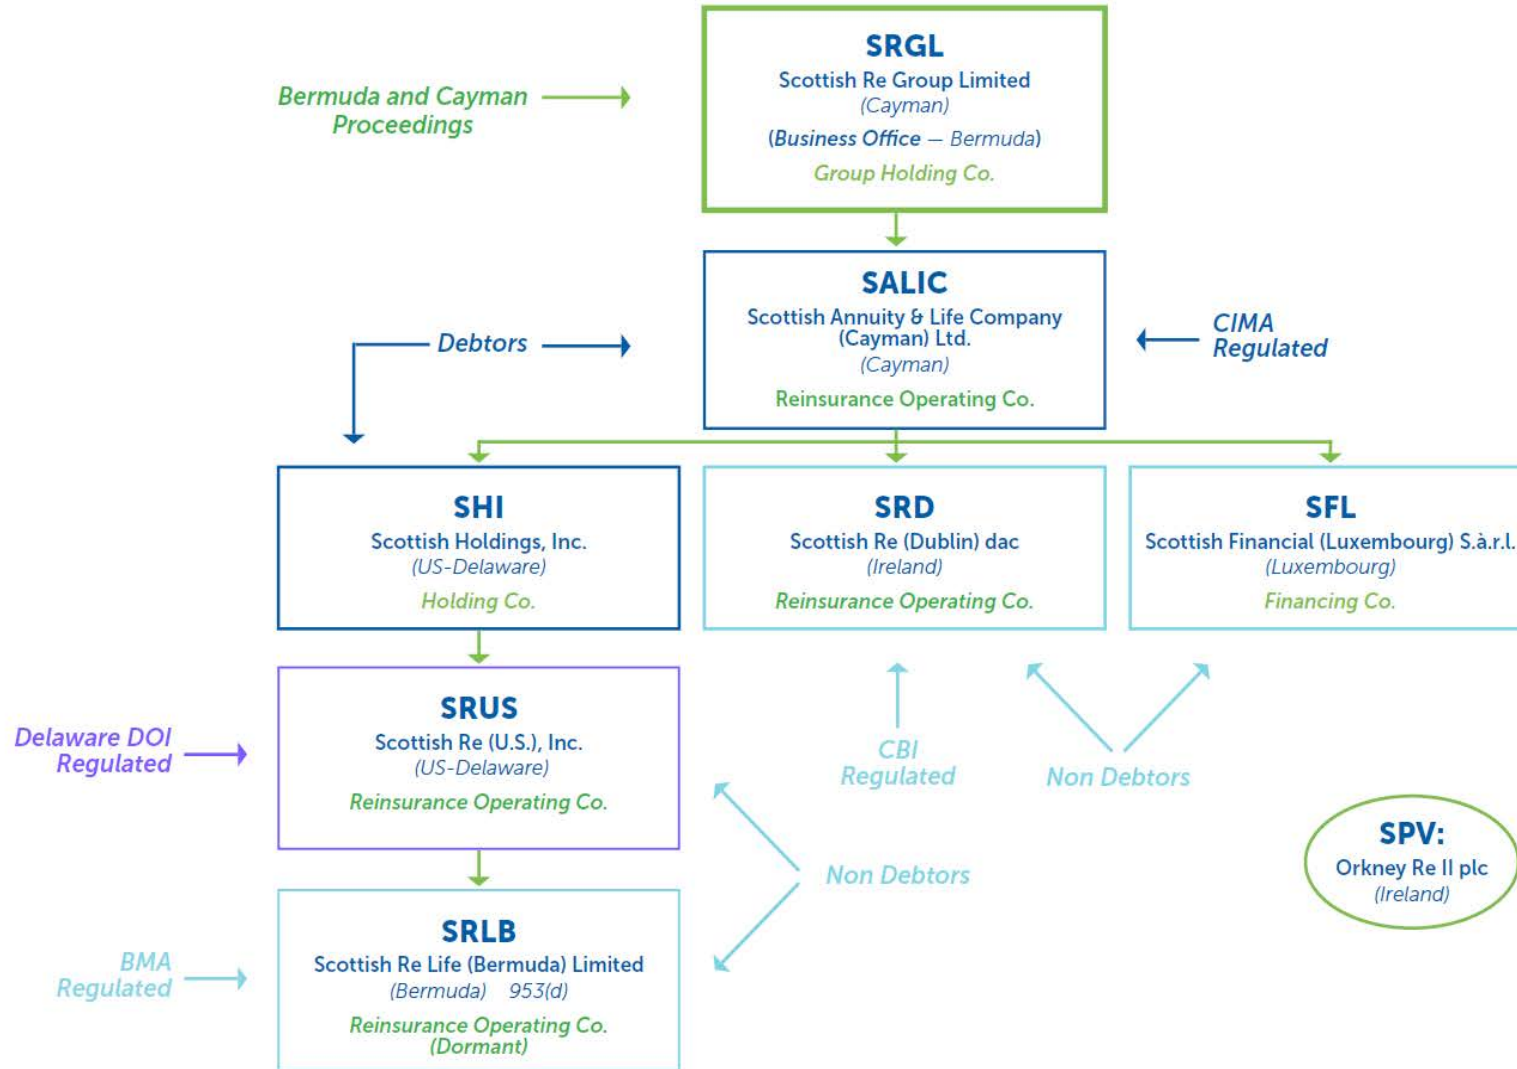 SRGL
Scottish Re Group Limited
(Cayman)
(Business Office — Bermuda)
Group Holding Co.
Bermuda and Cayman
Proceedings
SALIC
Scottish Annuity & Life Company
(Cayman) Ltd.
(Cayman)
Reinsurance Operating Co.
Debtors
CIMA
Regulated
SHI
Scottish Holdings, Inc.
(US-Delaware)
Holding Co.
SRD
Scottish Re (Dublin) dac
(Ireland)
Reinsurance Operating Co.
SFL
Scottish Financial (Luxembourg) S.à.r.l.
(Luxembourg)
Financing Co.
Delaware DOI
Regulated
SRUS
Scottish Re (U.S.), Inc.
(US-Delaware)
Reinsurance Operating Co.
CBI
Regulated
Non Debtors
Non Debtors
SPV:
Orkney Re II plc
(Ireland)
BMA
Regulated
SRLB
Scottish Re Life (Bermuda) Limited
(Bermuda) 953(d)
Reinsurance Operating Co.
(Dormant)